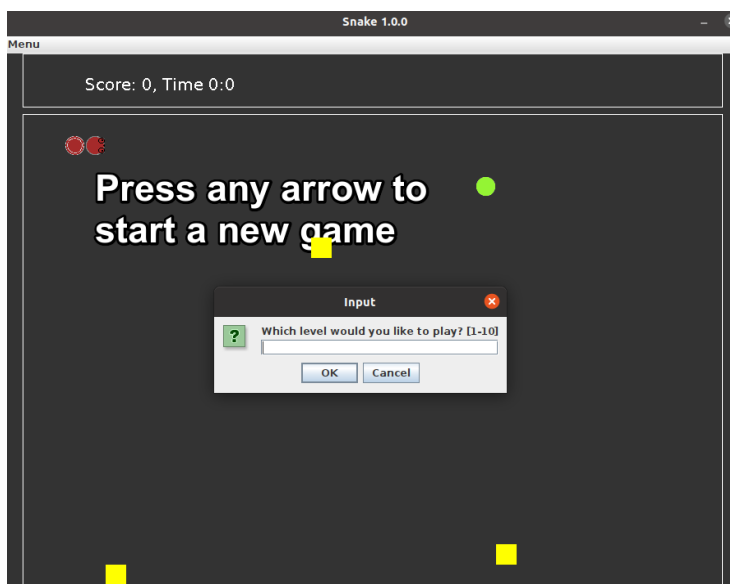 Snake 1.0.0
Menu
Score: 0, Time 0:0
Press any arrow to
start a new game
Input
?
Which level would you like to play? [1-10]
OK Cancel